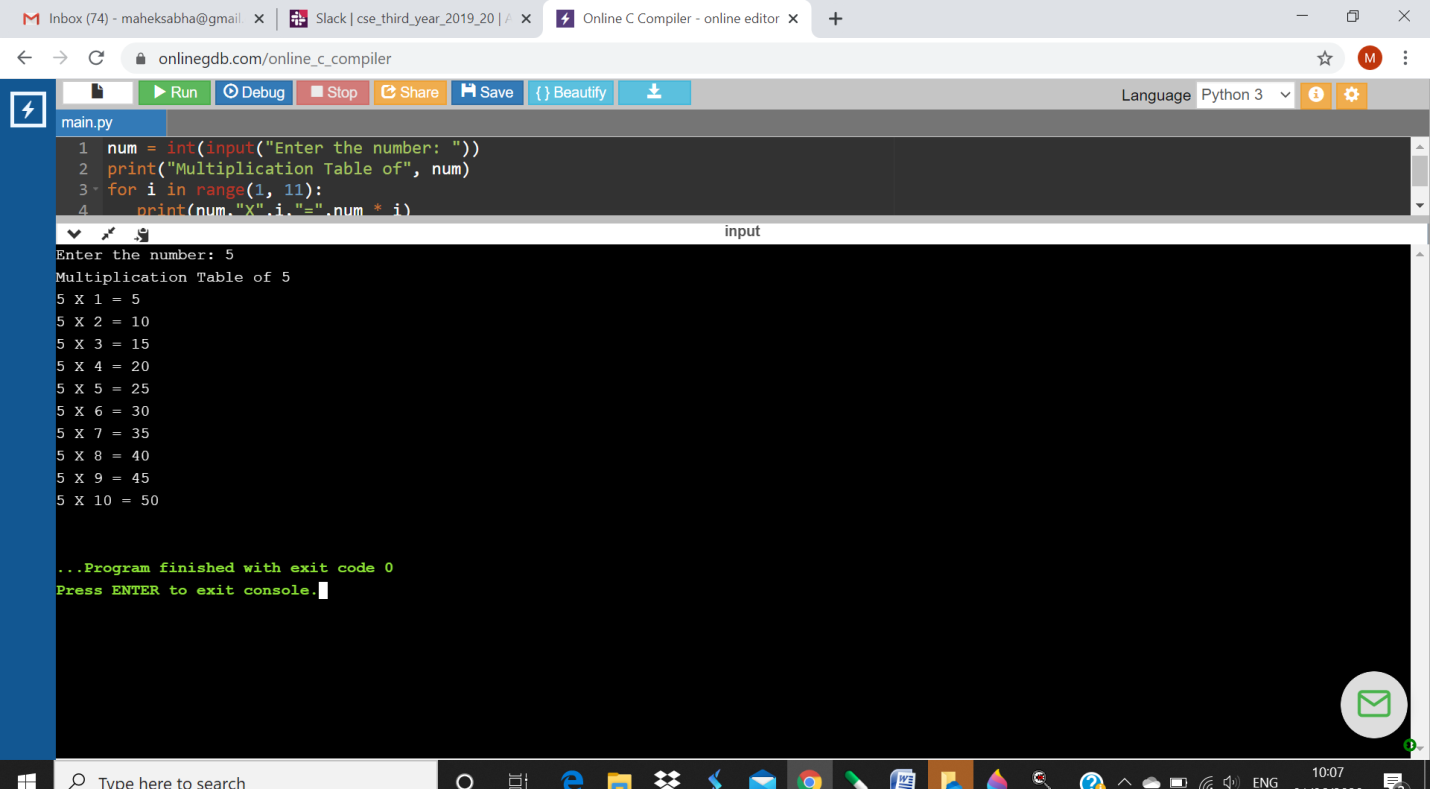 Inbox (74) - maheksabha@gmail.
Slack | cse_third_year_2019_20 |
Online C Compiler - online editor
onlinegdb.com/online_c_compiler
M
Run
Debug
Stop
Share
Save
{ } Beautify
Language
Python 3
main.py
1 num = int(input("Enter the number: "))
2 print("Multiplication Table of", num)
3 for i in range(1, 11):
4 print(num,"X",i,"=",num * i)
input
Enter the number: 5
Multiplication Table of 5
5 X 1 = 5
5 X 2 = 10
5 X 3 = 15
5 X 4 = 20
5 X 5 = 25
5 X 6 = 30
5 X 7 = 35
5 X 8 = 40
5 X 9 = 45
5 X 10 = 50
...Program finished with exit code 0
Press ENTER to exit console.
Type here to search
ENG
10:07